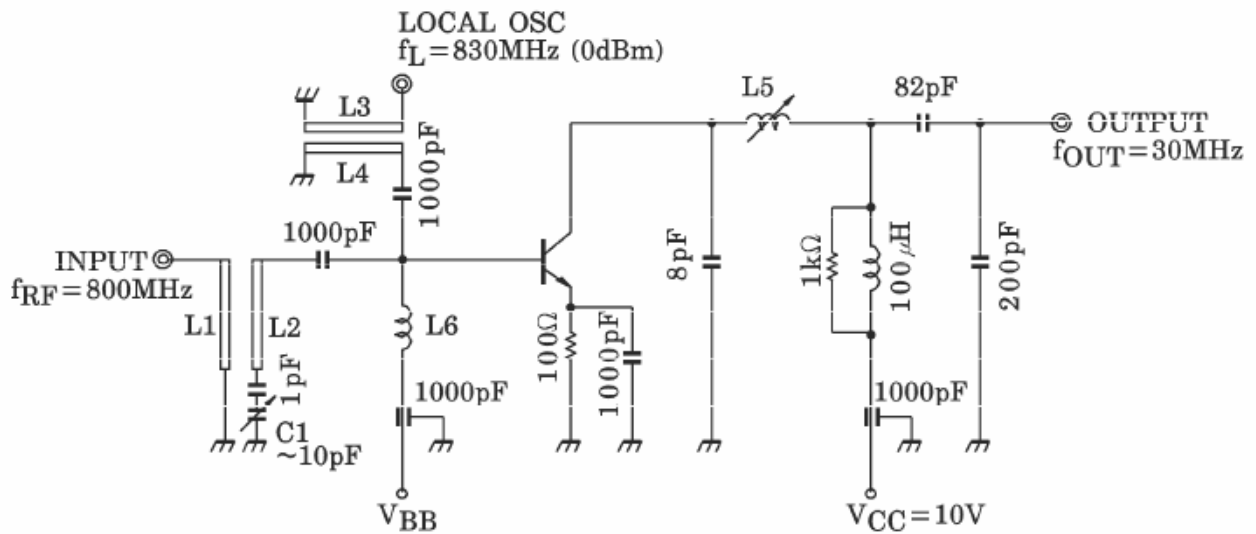 LOCAL OSC
fL=830MHz (0dBm)
L3
L4
1000pF
L5
82pF
OUTPUT
fOUT=30MHz
INPUT
fRF=800MHz
1000pF
L1
L2
1pF
C1
~10pF
L6
1000pF
VBB
100Ω
1000pF
8pF
1kΩ
100μH
200pF
1000pF
VCC=10V